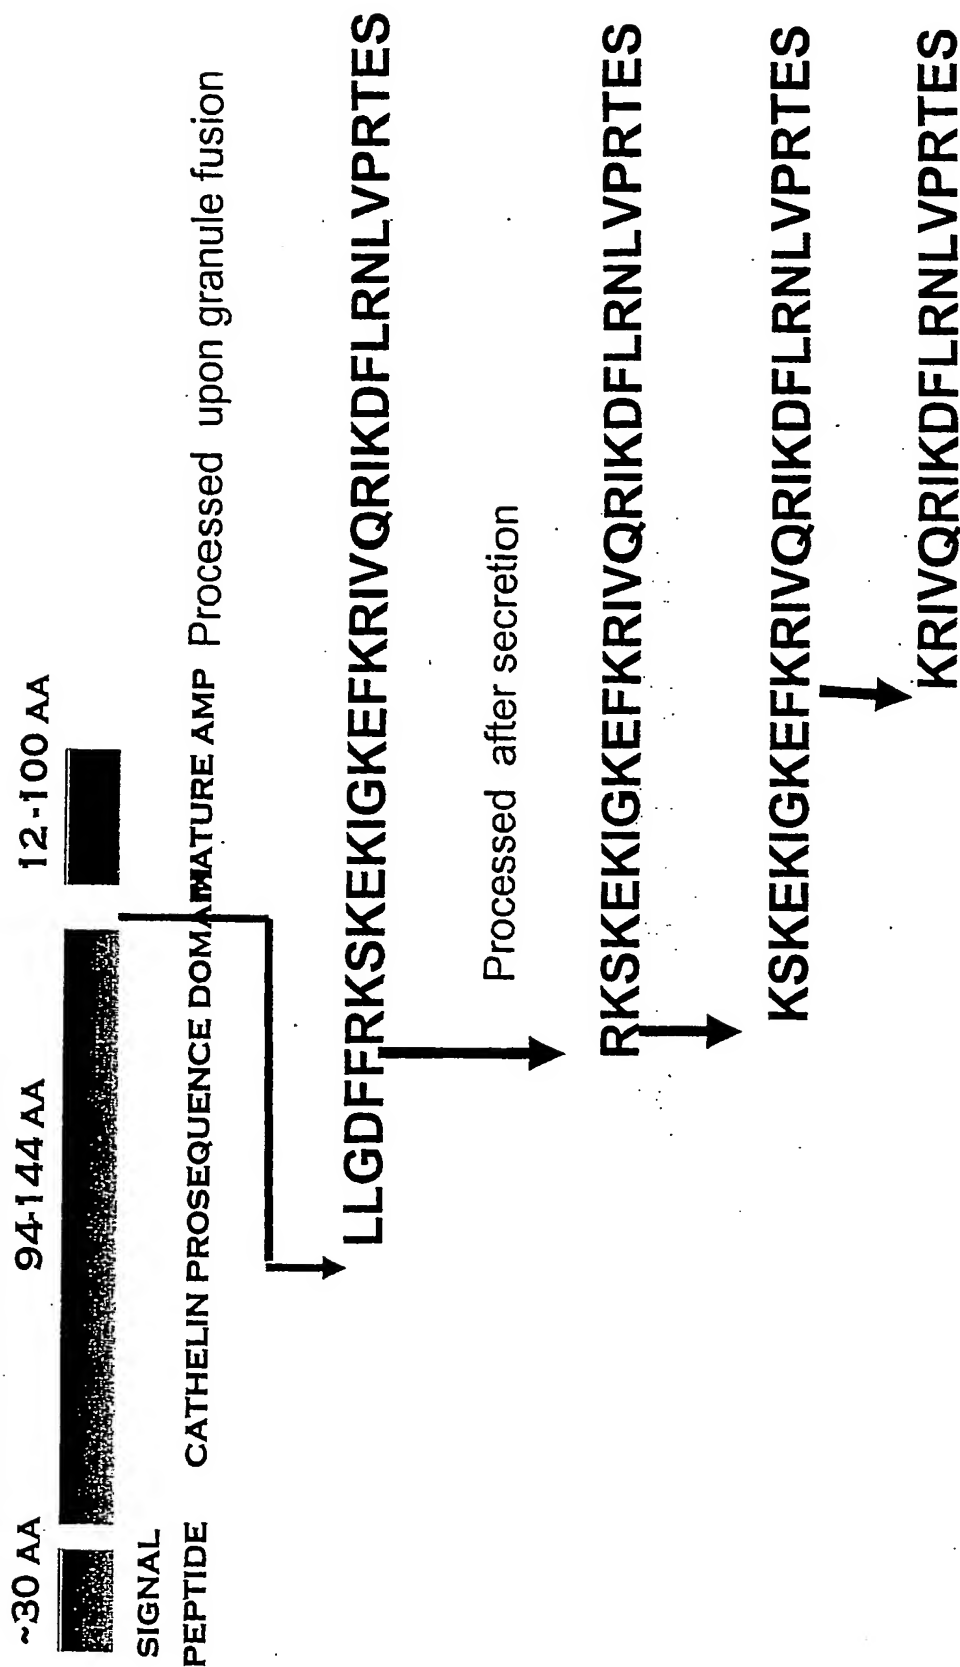 ~30 AA 94-144 AA 12-100 AA
SIGNAL
PEPTIDE CATHELIN PROSEQUENCE DOMAIN MATURE AMP Processed upon granule fusion
LLGDFFRKSKEKIGKEFKRIVQRIKDFLRNLVPRTES
Processed after secretion
RKSKEKIGKEFKRIVQRIKDFLRNLVPRTES
KSKEKIGKEFKRIVQRIKDFLRNLVPRTES
KRIVQRIKDFLRNLVPRTES